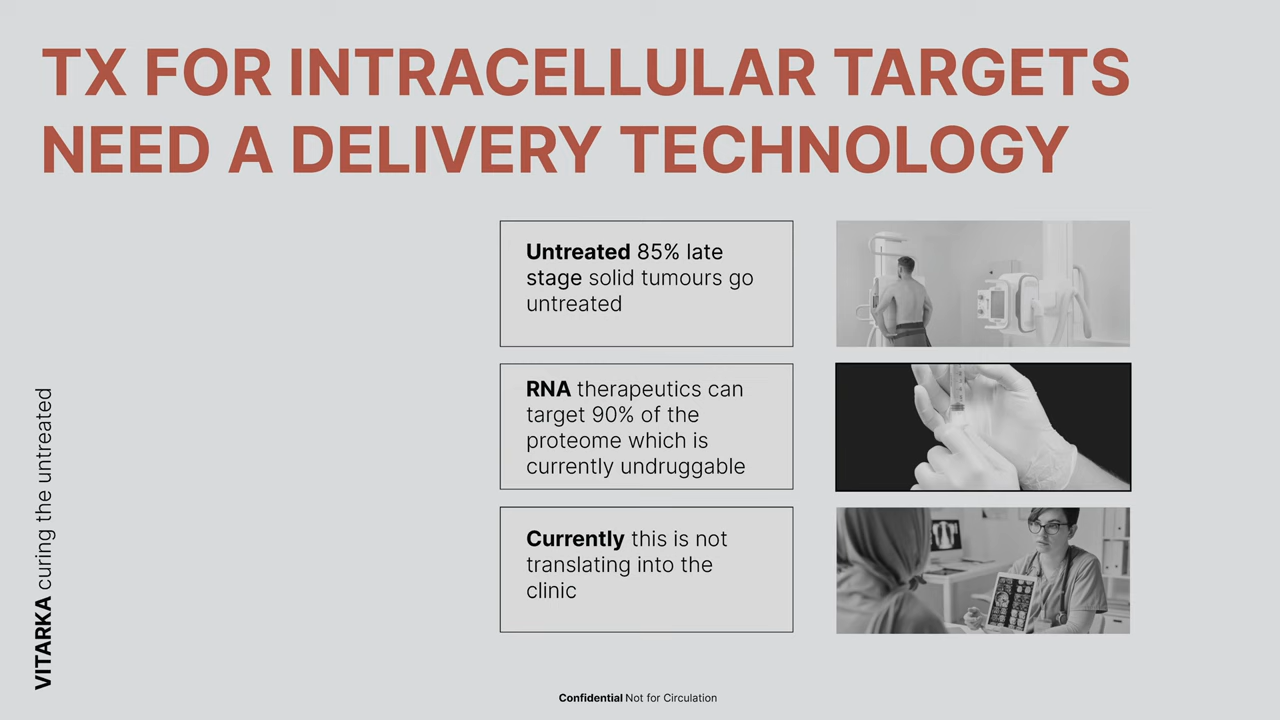 TX FOR INTRACELLULAR TARGETS
NEED A DELIVERY TECHNOLOGY
Untreated 85% late
stage solid tumours go
untreated
RNA therapeutics can
target 90% of the
proteome which is
currently undruggable
Currently this is not
translating into the
clinic
VITARKA curing the untreated
Confidential Not for Circulation